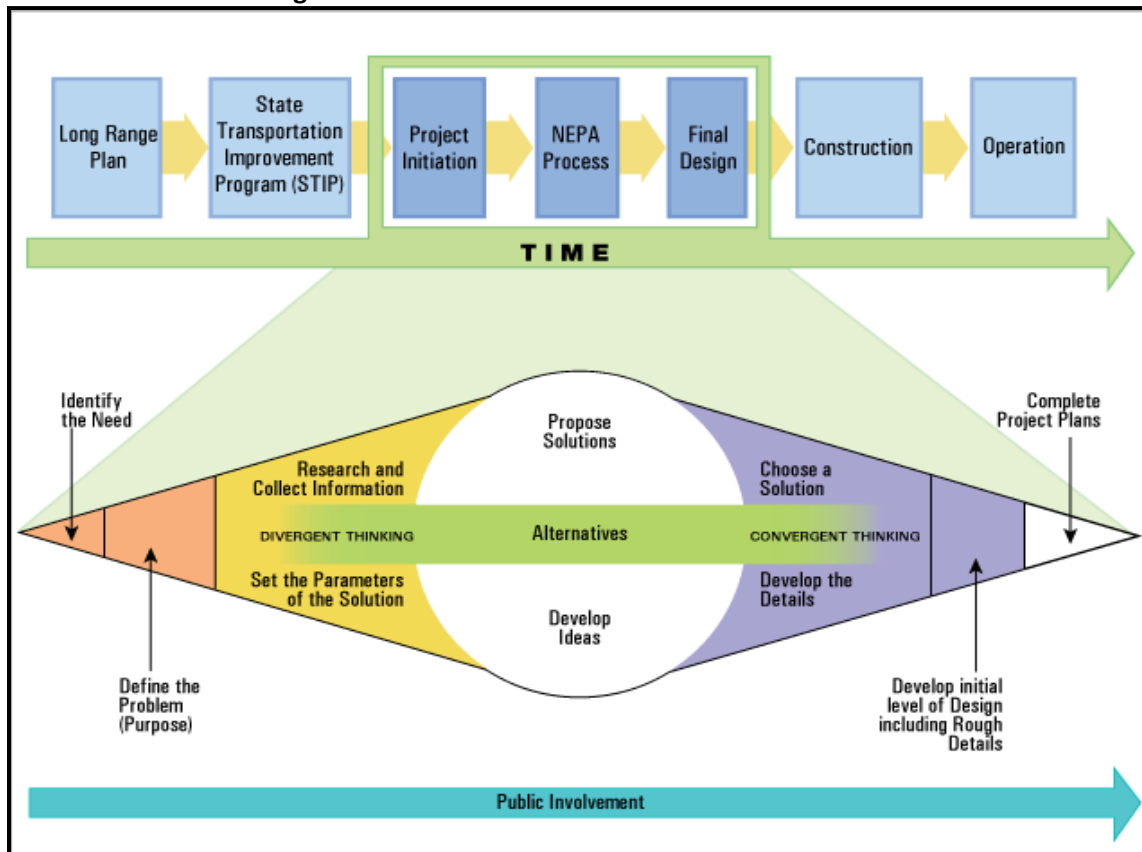 Long Range
Plan
State
Transportation
Improvement
Program (STIP)
Project
Initiation
NEPA
Process
Final
Design
Construction
Operation
TIME
Identify
the Need
Complete
Project Plans
Propose
Solutions
Research and
Collect Information
Choose a
Solution
DIVERGENT THINKING
Alternatives
CONVERGENT THINKING
Set the Parameters
of the Solution
Develop the
Details
Develop
Ideas
Define the
Problem
(Purpose)
Develop initial
level of Design
including Rough
Details
Public Involvement